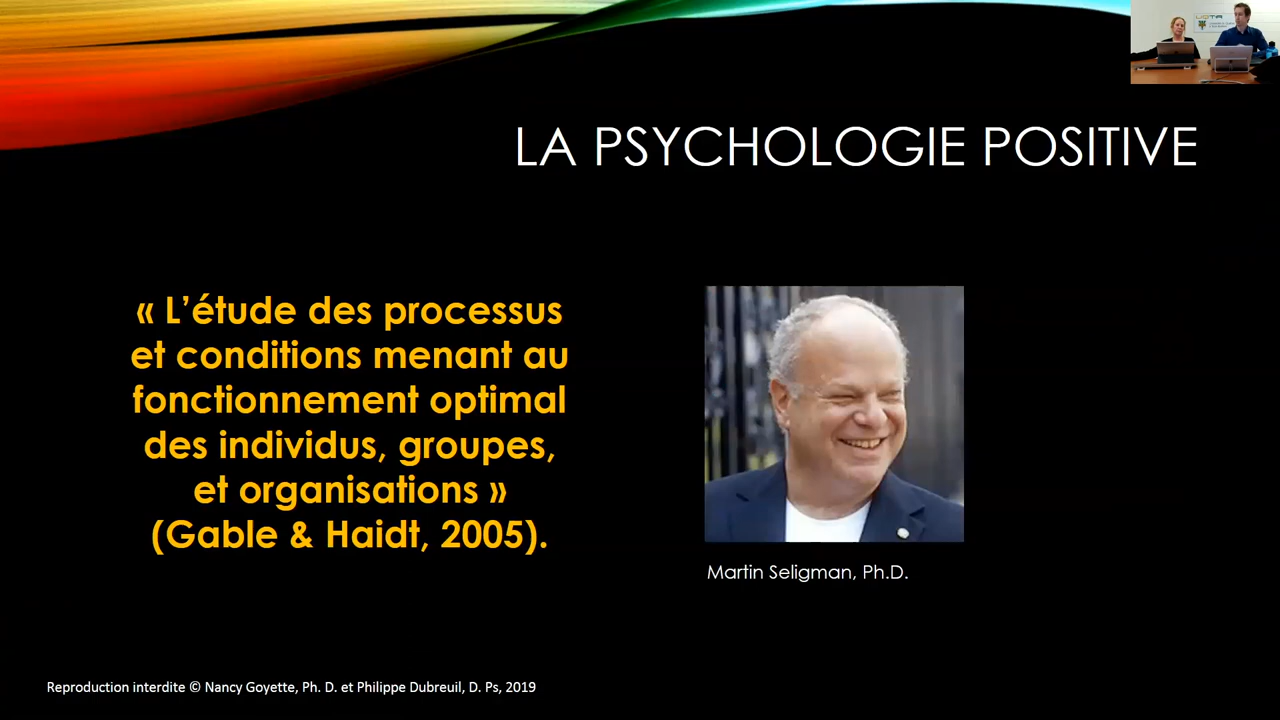 UQTR
LA PSYCHOLOGIE POSITIVE
« L’étude des processus
et conditions menant au
fonctionnement optimal
des individus, groupes,
et organisations »
(Gable & Haidt, 2005).
Martin Seligman, Ph.D.
Reproduction interdite © Nancy Goyette, Ph. D. et Philippe Dubreuil, D. Ps, 2019